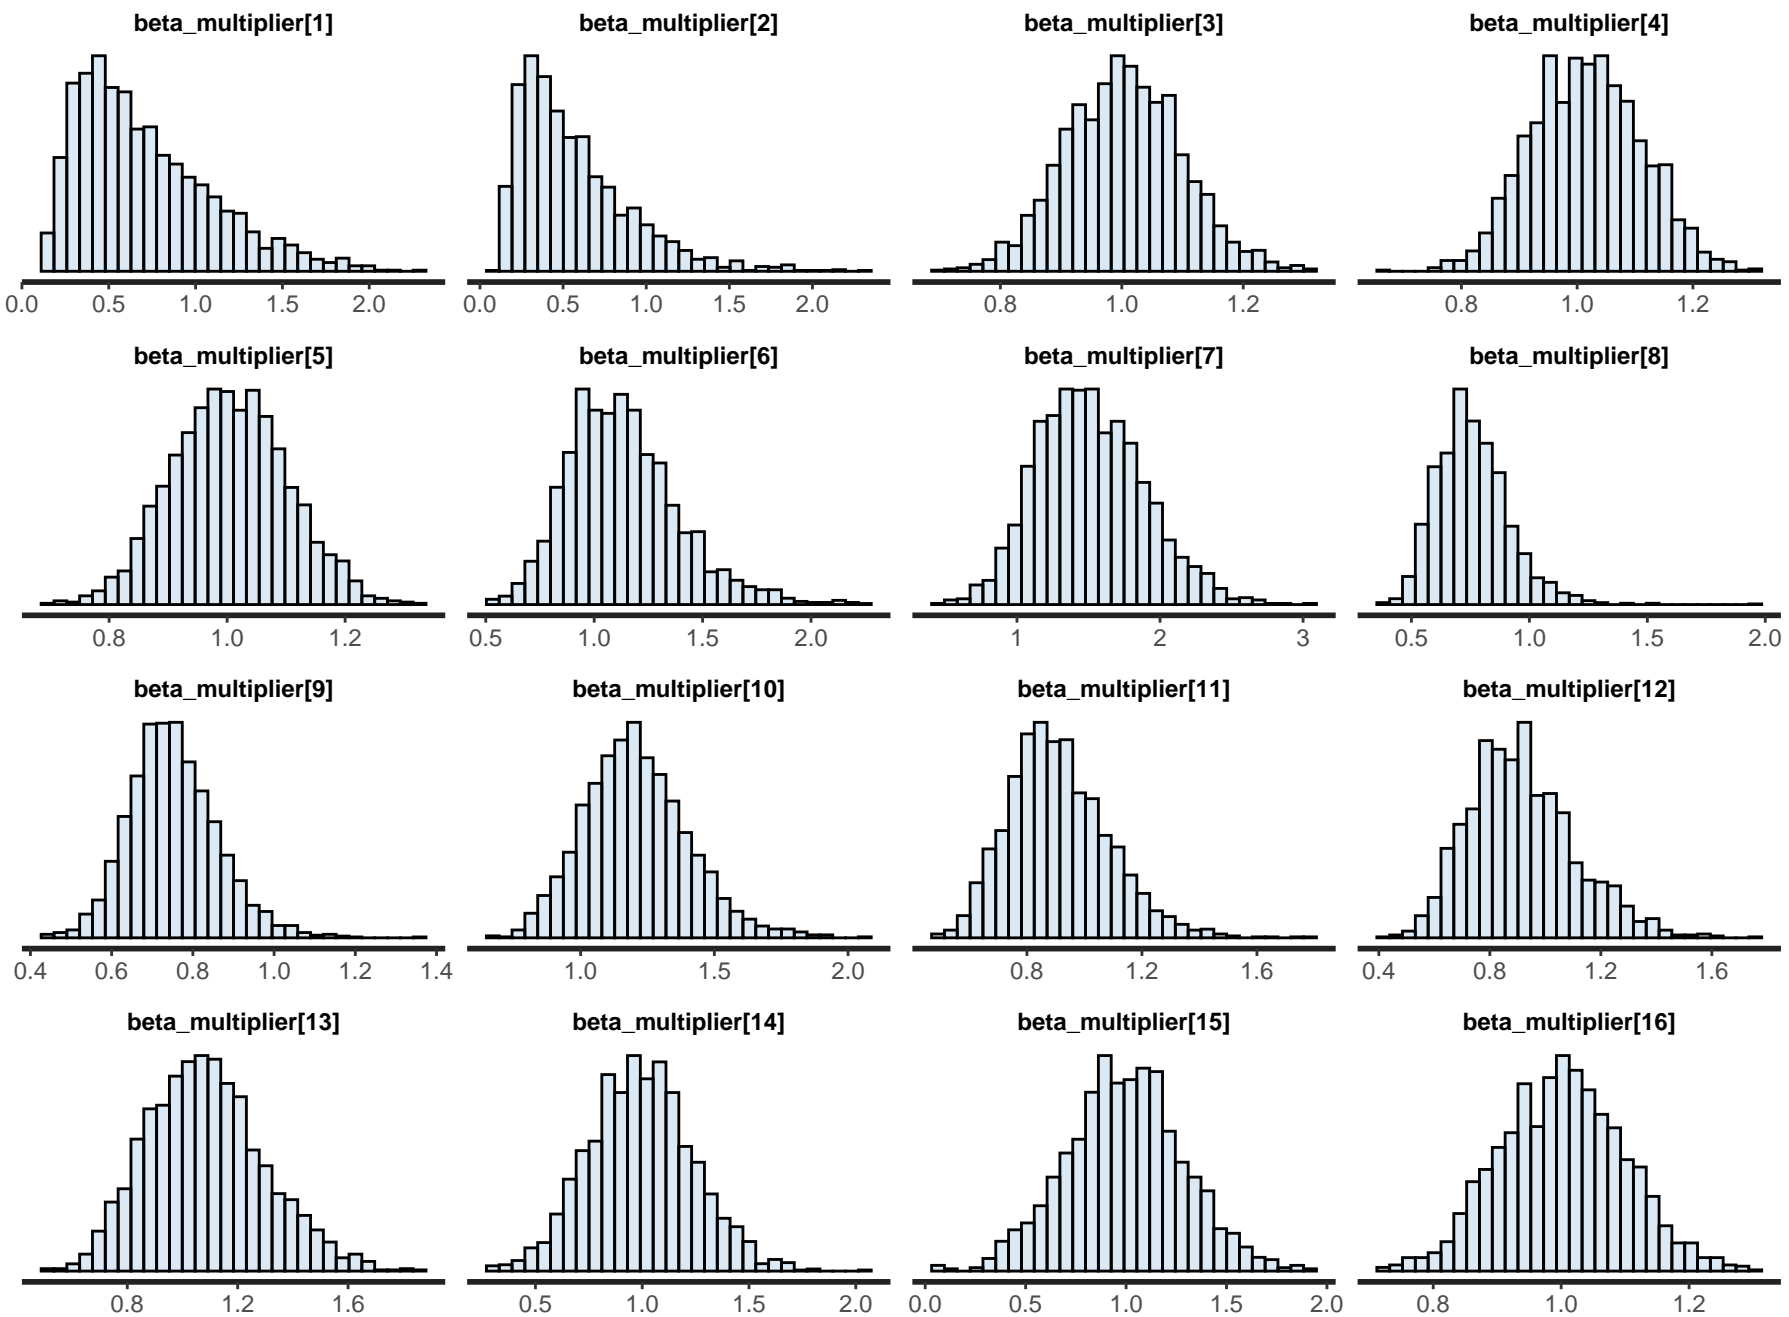 beta_multiplier[1] beta_multiplier[2] beta_multiplier[3] beta_multiplier[4]
0.0 0.5 1.0 1.5 2.0 0.0 0.5 1.0 1.5 2.0 0.8 1.0 1.2 0.8 1.0 1.2
beta_multiplier[5] beta_multiplier[6] beta_multiplier[7] beta_multiplier[8]
0.8 1.0 1.2 0.5 1.0 1.5 2.0 1 2 3 0.5 1.0 1.5 2.0
beta_multiplier[9] beta_multiplier[10] beta_multiplier[11] beta_multiplier[12]
0.4 0.6 0.8 1.0 1.2 1.4 1.0 1.5 2.0 0.8 1.2 1.6 0.4 0.8 1.2 1.6
beta_multiplier[13] beta_multiplier[14] beta_multiplier[15] beta_multiplier[16]
0.8 1.2 1.6 0.5 1.0 1.5 2.0 0.0 0.5 1.0 1.5 2.0 0.8 1.0 1.2